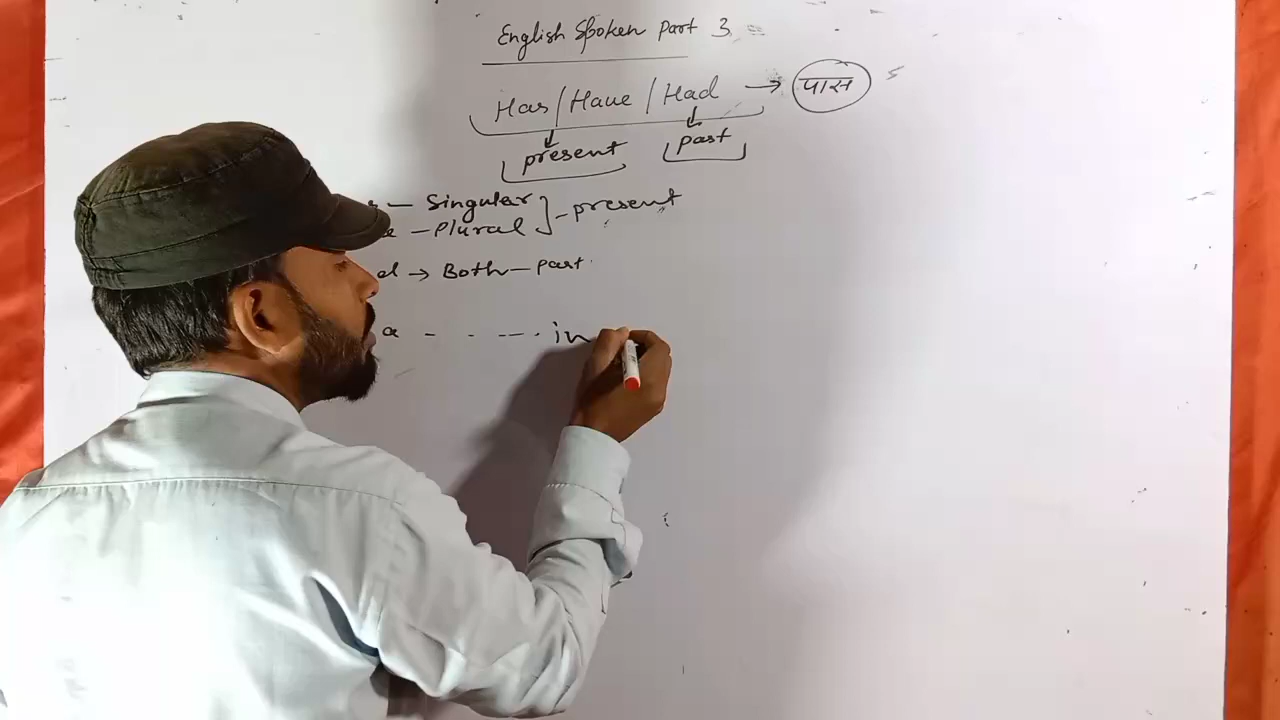 English Spoken Part 3
Has / Have / Had → पास
present past
Singular
Plural - present
d → Both - past
a - - - - in